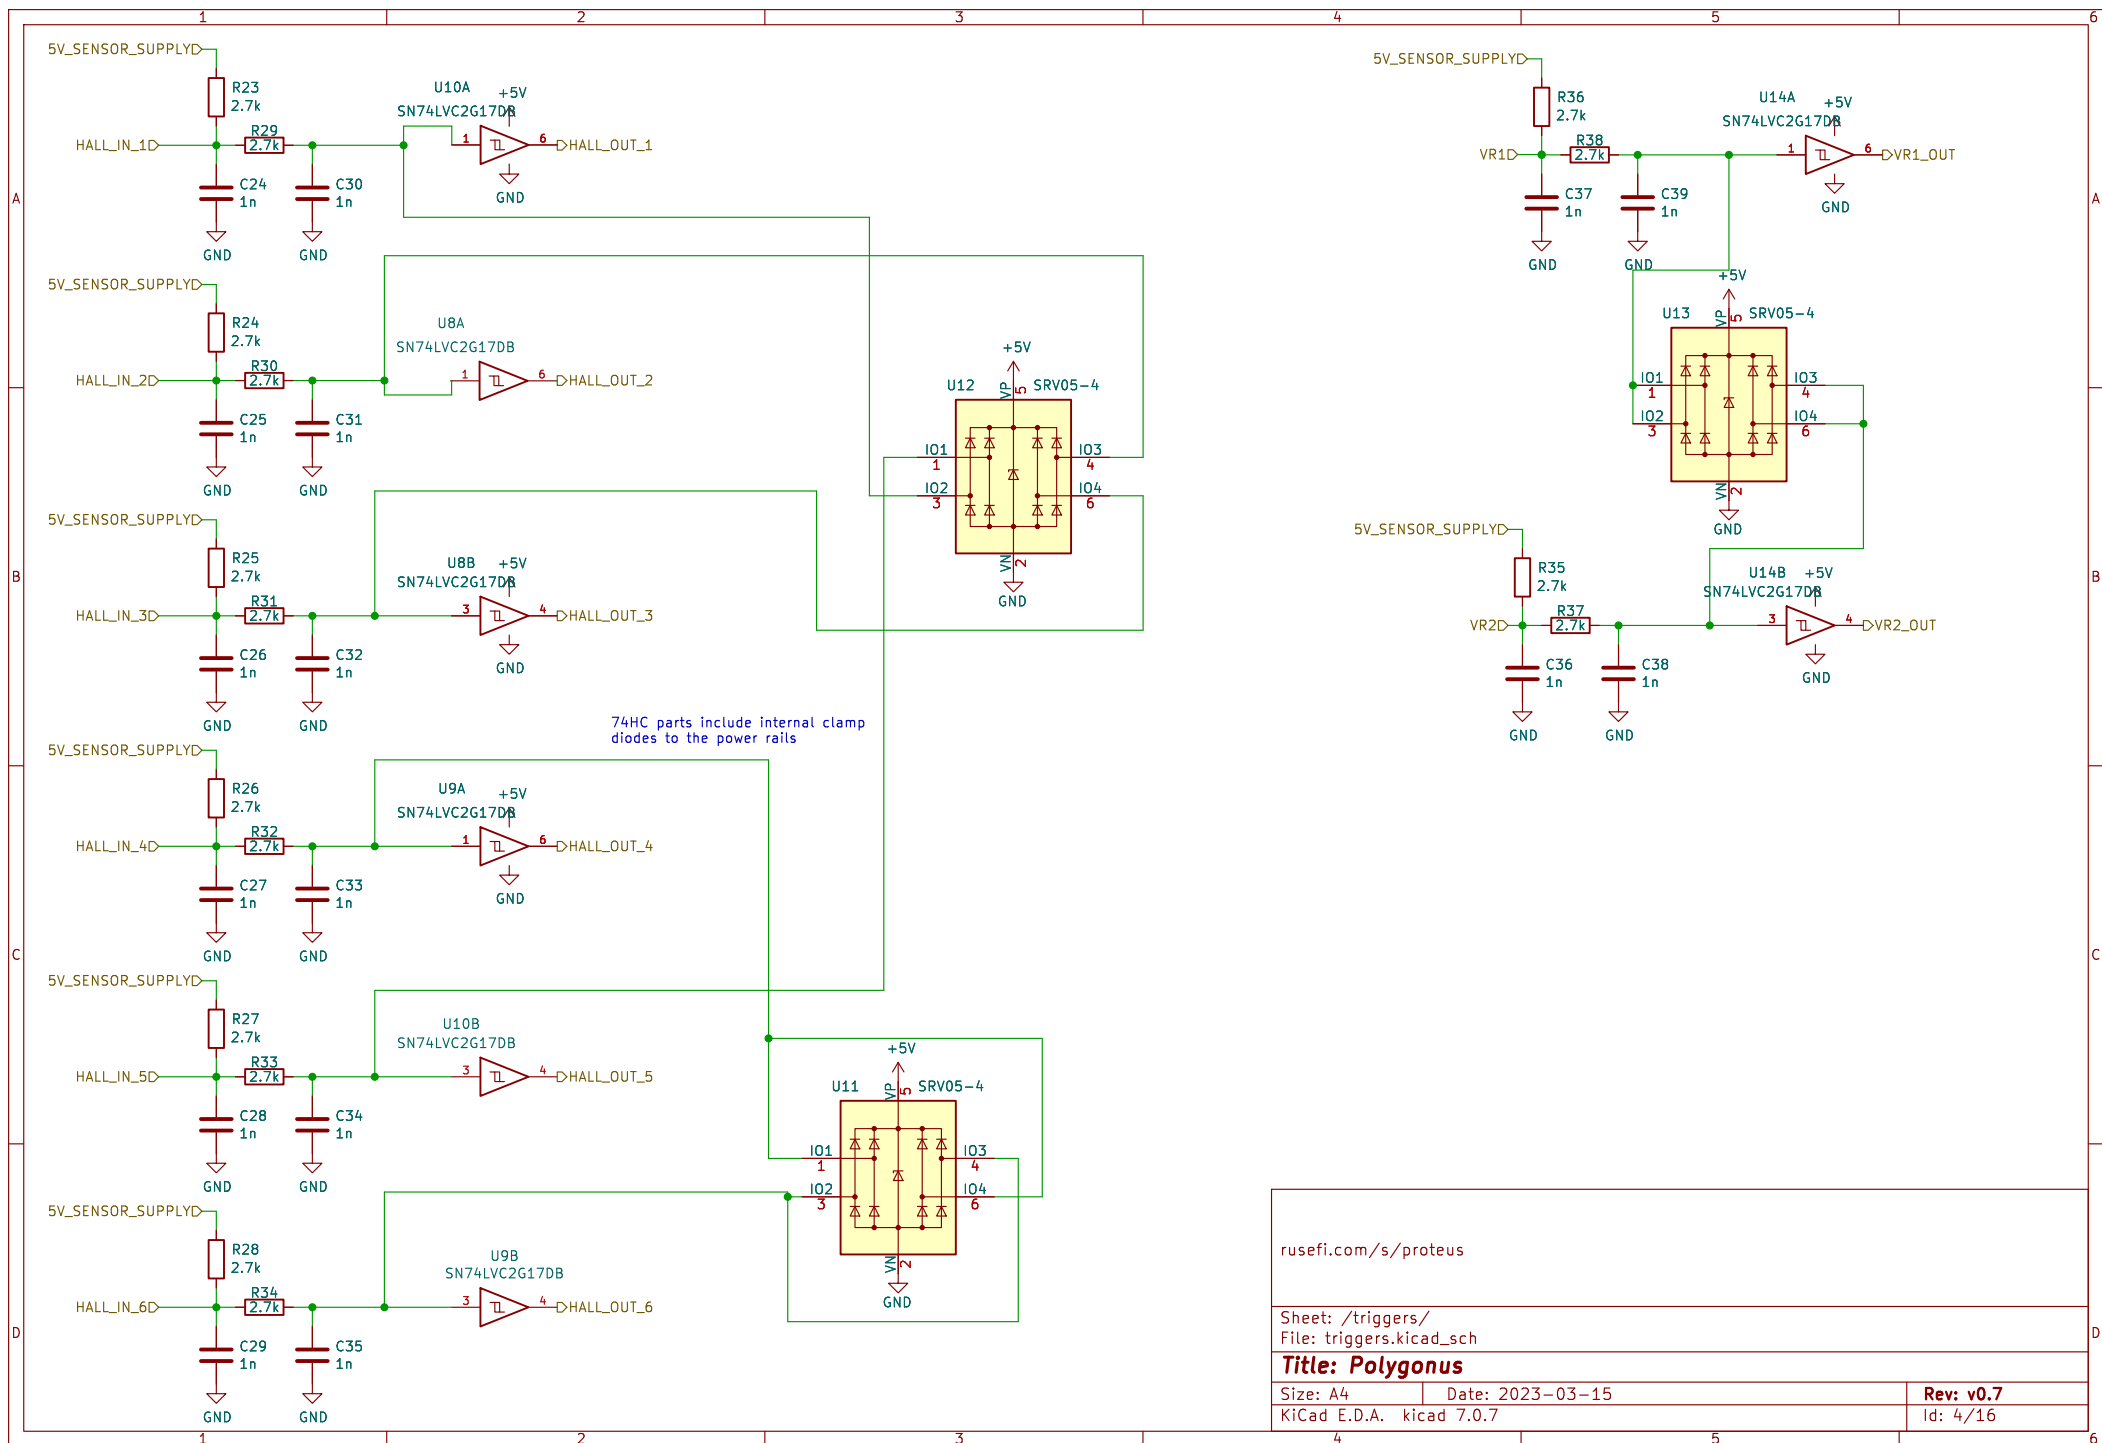 1 2 3 4 5 6
A
B
C
D
5V_SENSOR_SUPPLY
R23
2.7k
HALL_IN_1
R29
2.7k
C24
1n
C30
1n
GND
GND
U10A
+5V
SN74LVC2G17DB
1
6
HALL_OUT_1
GND
5V_SENSOR_SUPPLY
R24
2.7k
HALL_IN_2
R30
2.7k
C25
1n
C31
1n
GND
GND
U8A
SN74LVC2G17DB
1
6
HALL_OUT_2
5V_SENSOR_SUPPLY
R25
2.7k
HALL_IN_3
R31
2.7k
C26
1n
C32
1n
GND
GND
U8B
+5V
SN74LVC2G17DB
3
4
HALL_OUT_3
GND
74HC parts include internal clamp
diodes to the power rails
5V_SENSOR_SUPPLY
R26
2.7k
HALL_IN_4
R32
2.7k
C27
1n
C33
1n
GND
GND
U9A
+5V
SN74LVC2G17DB
1
6
HALL_OUT_4
GND
5V_SENSOR_SUPPLY
R27
2.7k
HALL_IN_5
R33
2.7k
C28
1n
C34
1n
GND
GND
U10B
SN74LVC2G17DB
3
4
HALL_OUT_5
5V_SENSOR_SUPPLY
R28
2.7k
HALL_IN_6
R34
2.7k
C29
1n
C35
1n
GND
GND
U9B
SN74LVC2G17DB
3
4
HALL_OUT_6
+5V
U12
SRV05-4
VP
5
IO1
1
IO2
3
IO3
4
IO4
6
VN
2
GND
+5V
U11
SRV05-4
VP
5
IO1
1
IO2
3
IO3
4
IO4
6
VN
2
GND
5V_SENSOR_SUPPLY
R36
2.7k
VR1
R38
2.7k
C37
1n
C39
1n
GND
GND
U14A
+5V
SN74LVC2G17DB
1
6
VR1_OUT
GND
+5V
U13
SRV05-4
VP
5
IO1
1
IO2
3
IO3
4
IO4
6
VN
2
GND
5V_SENSOR_SUPPLY
R35
2.7k
VR2
R37
2.7k
C36
1n
C38
1n
GND
GND
U14B
+5V
SN74LVC2G17DB
3
4
VR2_OUT
GND
rusefi.com/s/proteus
Sheet: /triggers/
File: triggers.kicad_sch
Title: Polygonus
Size: A4
Date: 2023-03-15
Rev: v0.7
KiCad E.D.A. kicad 7.0.7
Id: 4/16
A
B
C
D
1 2 3 4 5 6